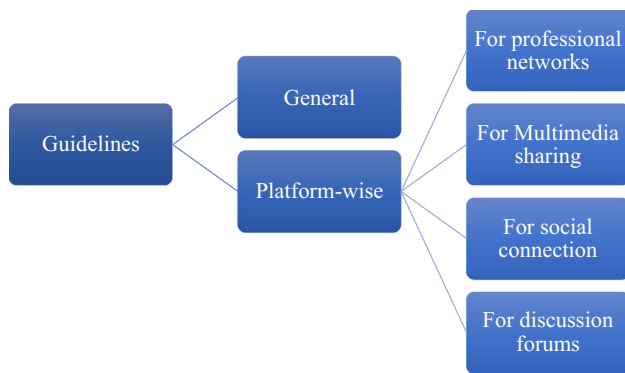 Guidelines
General
Platform-wise
For professional
networks
For Multimedia
sharing
For social
connection
For discussion
forums